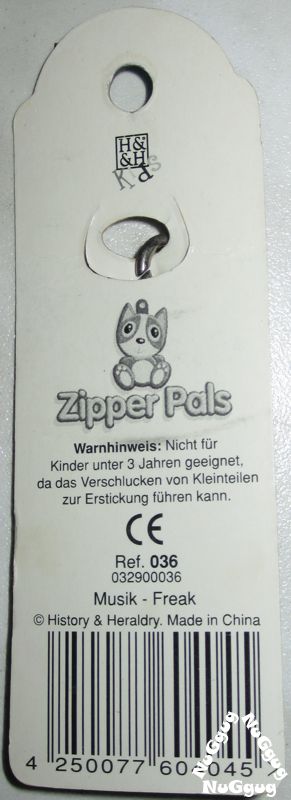 H&
&H
Kids
Zipper Pals
Warnhinweis: Nicht für
Kinder unter 3 Jahren geeignet,
da das Verschlucken von Kleinteilen
zur Erstickung führen kann.
CE
Ref. 036
032900036
Musik - Freak
© History & Heraldry. Made in China
4 250077 601045
NuGgug NuGgug
NuGgug